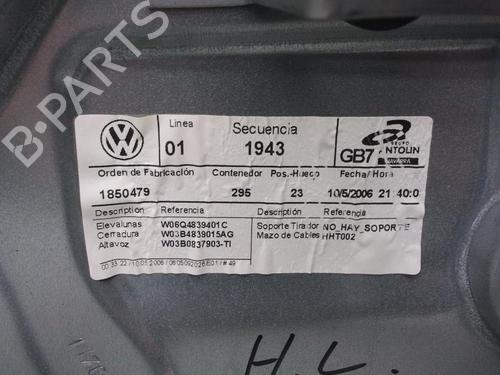 B-PARTS
Linea
01
Secuencia
1943
GB7
GRUPO
ANTOLIN
NAVARRA
Orden de Fabricación Contenedor Pos.-Hueco Fecha/ Hora
1850479 295 23 10/5/2006 21:40:0
Description Referencia Description Referencia
Elevalunas W06Q4839401C Soporte Tirador NO_HAY_SOPORTE
Cerradura W03B4839015AG Mazo de Cables HHT002
Altavoz W03B0837903-TI
H.L.